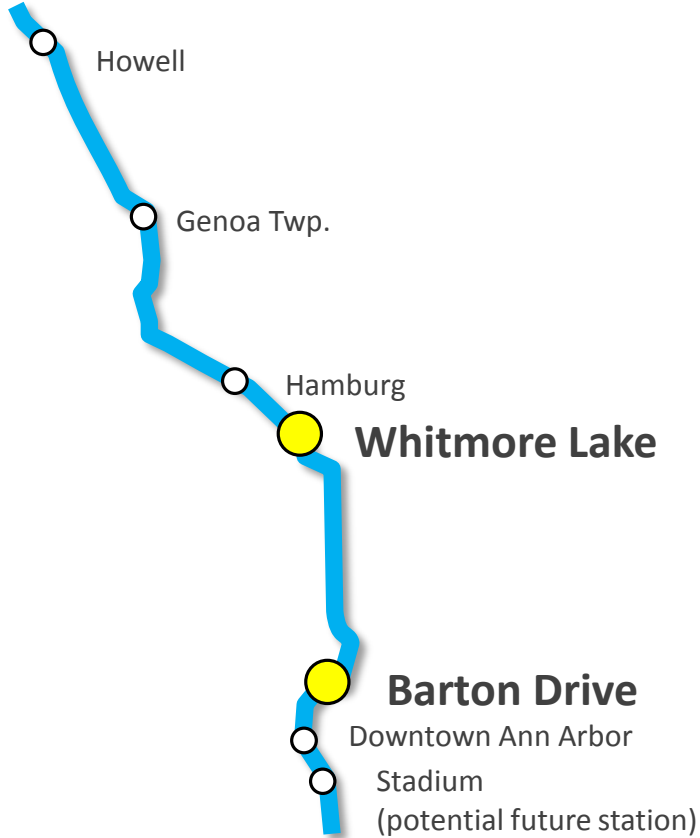 Howell
Genoa Twp.
Hamburg
Whitmore Lake
Barton Drive
Downtown Ann Arbor
Stadium
(potential future station)